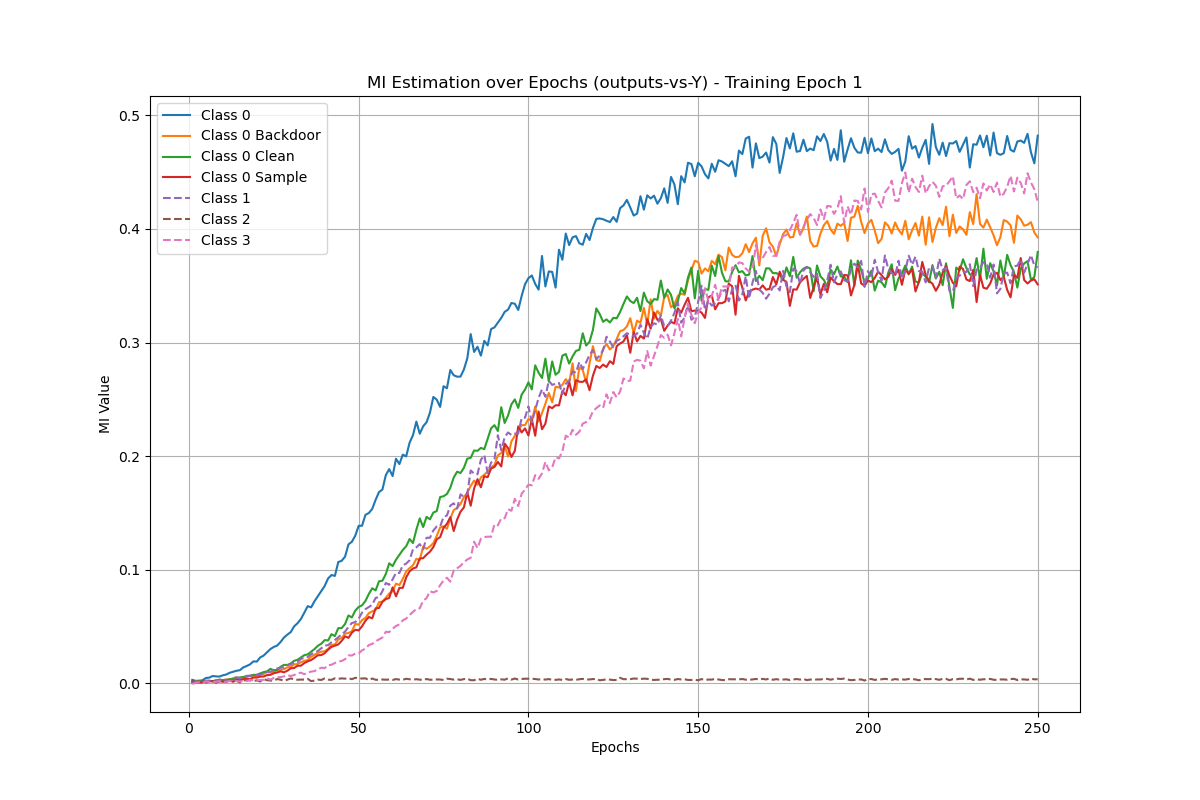 MI Estimation over Epochs (outputs-vs-Y) - Training Epoch 1
Class 0
Class 0 Backdoor
Class 0 Clean
Class 0 Sample
Class 1
Class 2
Class 3
MI Value
0.5
0.4
0.3
0.2
0.1
0.0
0 50 100 150 200 250
Epochs